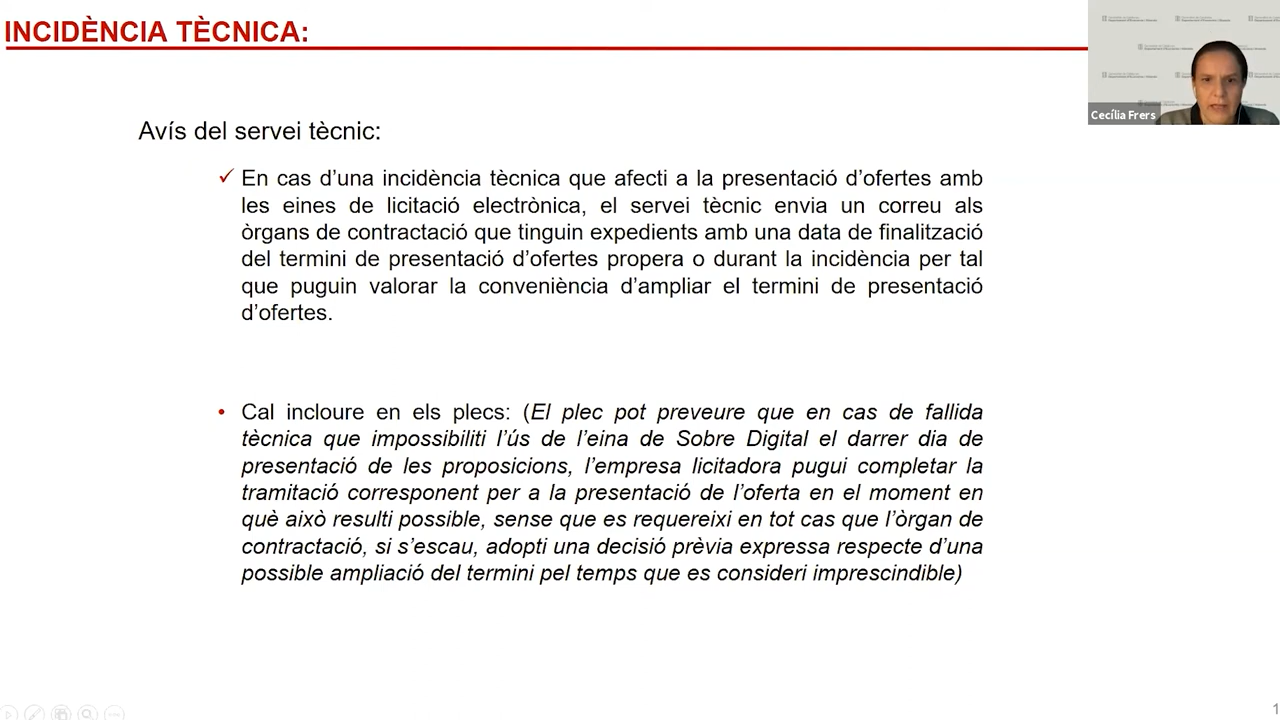 INCIDÈNCIA TÈCNICA:
Cecília Frers
Avís del servei tècnic:
✓ En cas d’una incidència tècnica que afecti a la presentació d’ofertes amb
les eines de licitació electrònica, el servei tècnic envia un correu als
òrgans de contractació que tinguin expedients amb una data de finalització
del termini de presentació d’ofertes propera o durant la incidència per tal
que puguin valorar la conveniència d’ampliar el termini de presentació
d’ofertes.
• Cal incloure en els plecs: (El plec pot preveure que en cas de fallida
tècnica que impossibiliti l’ús de l’eina de Sobre Digital el darrer dia de
presentació de les proposicions, l’empresa licitadora pugui completar la
tramitació corresponent per a la presentació de l’oferta en el moment en
què això resulti possible, sense que es requereixi en tot cas que l’òrgan de
contractació, si s’escau, adopti una decisió prèvia expressa respecte d’una
possible ampliació del termini pel temps que es consideri imprescindible)